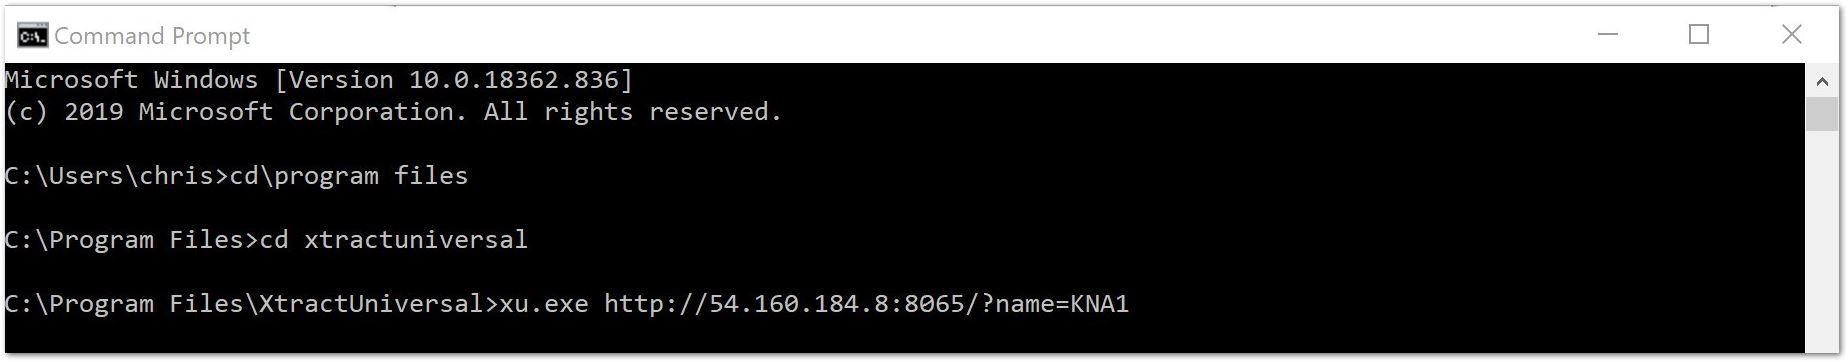 Command Prompt
Microsoft Windows [Version 10.0.18362.836]
(c) 2019 Microsoft Corporation. All rights reserved.
C:\Users\chris>cd\program files
C:\Program Files>cd xtractuniversal
C:\Program Files\XtractUniversal>xu.exe http://54.160.184.8:8065/?name=KNA1